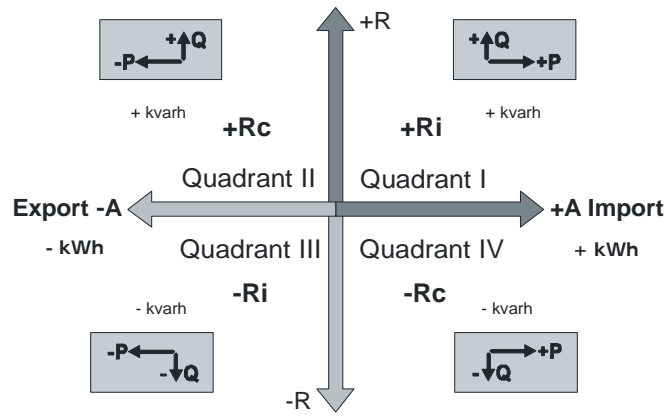 +R
+Q
-P
+Q
+P
+ kvarh
+ kvarh
+Rc
+Ri
Quadrant II
Quadrant I
Export -A
+A Import
- kWh
+ kWh
Quadrant III
Quadrant IV
-Ri
-Rc
- kvarh
- kvarh
-P
-Q
+P
-Q
-R